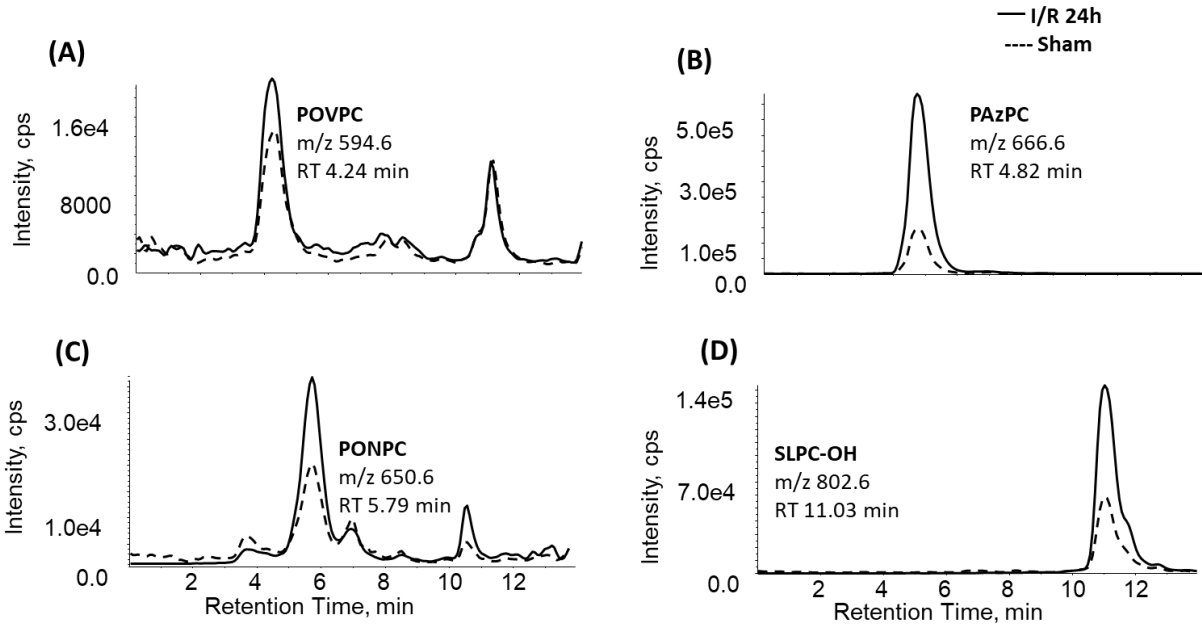 I/R 24h
Sham
(A)
Intensity, cps
1.6e4
8000
0.0
POVPC
m/z 594.6
RT 4.24 min
(B)
Intensity, cps
5.0e5
3.0e5
1.0e5
0.0
PAzPC
m/z 666.6
RT 4.82 min
(C)
Intensity, cps
3.0e4
1.0e4
0.0
PONPC
m/z 650.6
RT 5.79 min
2 4 6 8 10 12
Retention Time, min
(D)
Intensity, cps
1.4e5
7.0e4
0.0
SLPC-OH
m/z 802.6
RT 11.03 min
2 4 6 8 10 12
Retention Time, min